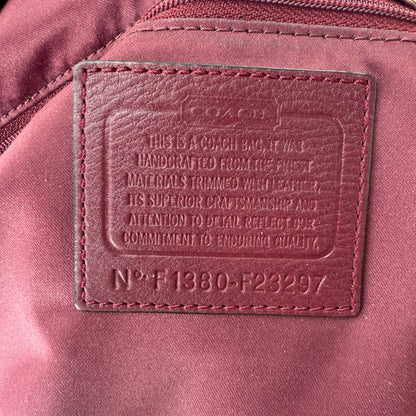 COACH
THIS IS A COACH BAG, IT WAS
HANDCRAFTED FROM THE FINEST
MATERIALS TRIMMED WITH LEATHER,
ITS SUPERIOR CRAFTSMANSHIP AND
ATTENTION TO DETAIL REFLECT OUR
COMMITMENT TO ENDURING QUALITY.
Nº F1380-F23297